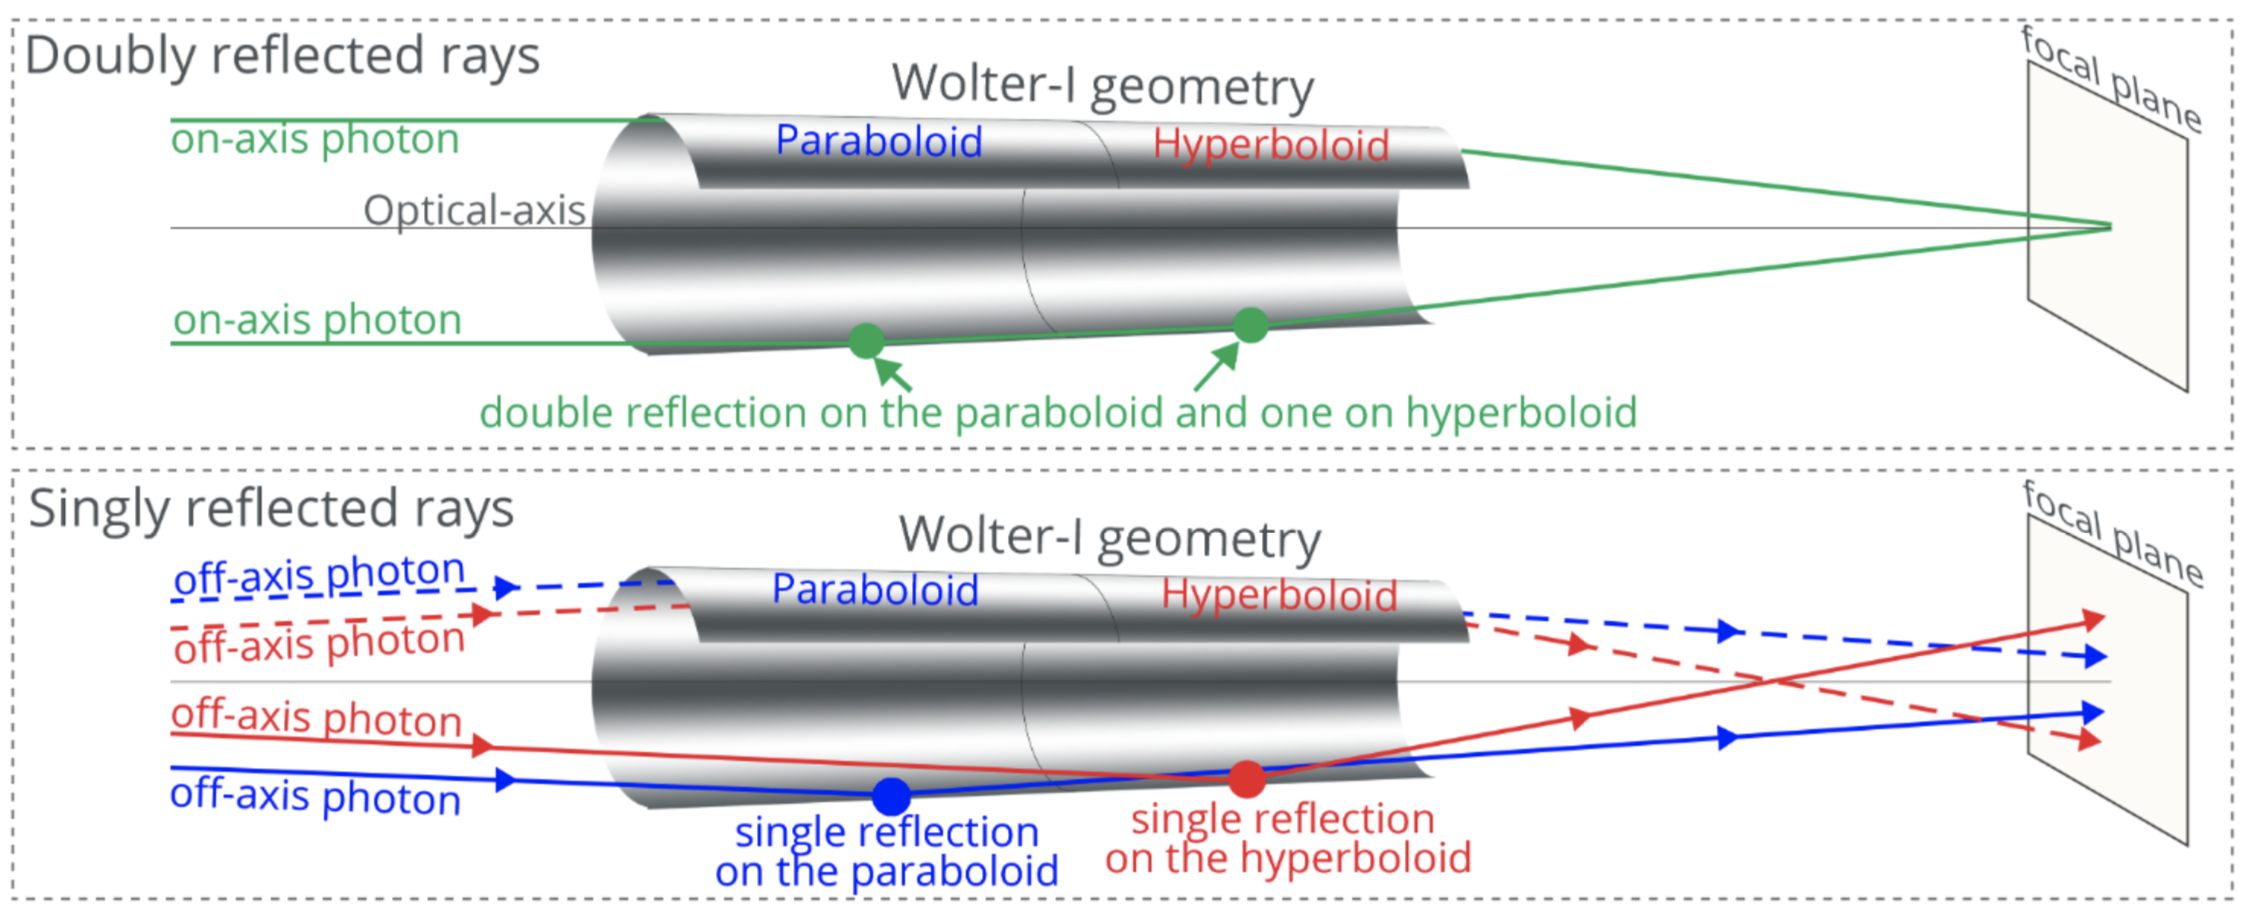 Doubly reflected rays
Wolter-I geometry
focal plane
on-axis photon
Paraboloid
Hyperboloid
Optical-axis
on-axis photon
double reflection on the paraboloid and one on hyperboloid
Singly reflected rays
Wolter-I geometry
focal plane
off-axis photon
Paraboloid
Hyperboloid
off-axis photon
off-axis photon
off-axis photon
single reflection
on the paraboloid
single reflection
on the hyperboloid